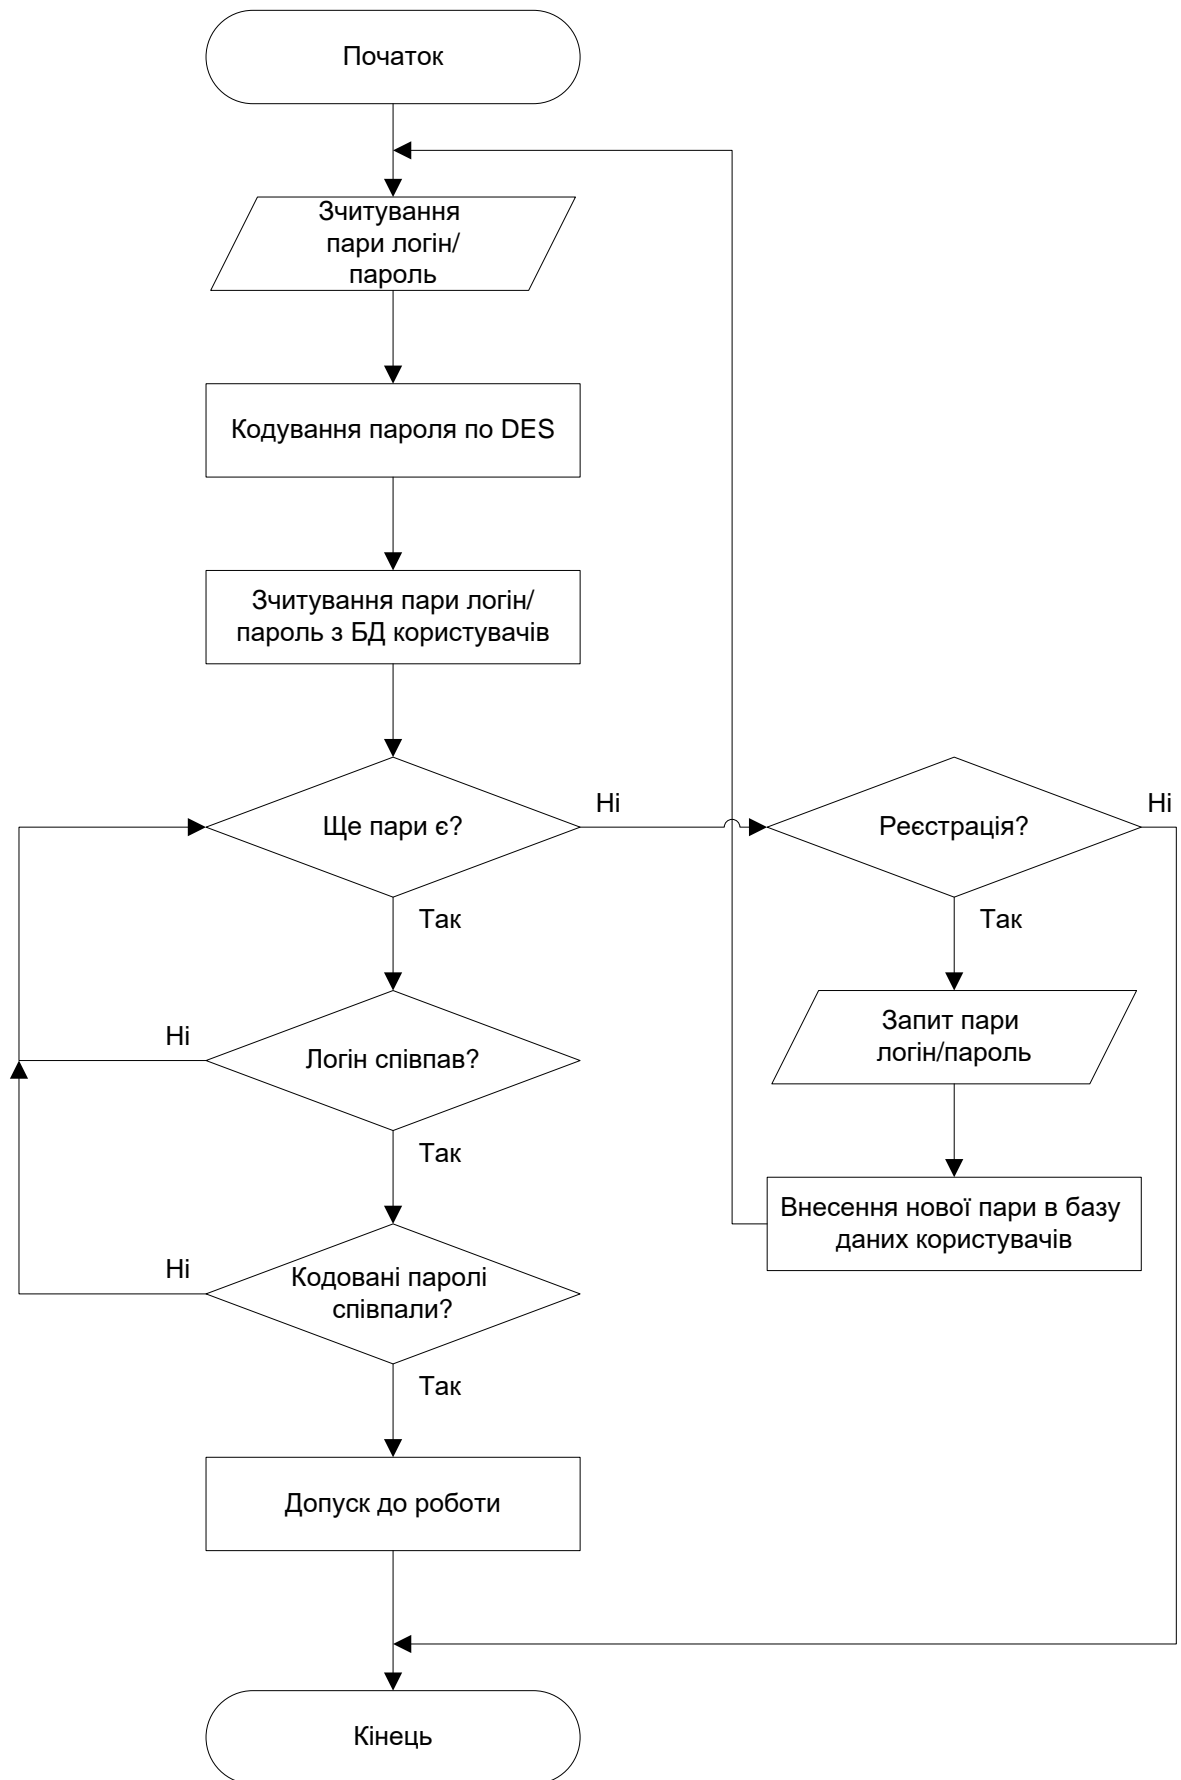 Початок
Зчитування
пари логін/
пароль
Кодування пароля по DES
Зчитування пари логін/
пароль з БД користувачів
Ще пари є?
Ні
Реєстрація?
Ні
Так
Так
Логін співпав?
Ні
Запит пари
логін/пароль
Так
Внесення нової пари в базу
даних користувачів
Кодовані паролі
співпали?
Ні
Так
Допуск до роботи
Кінець